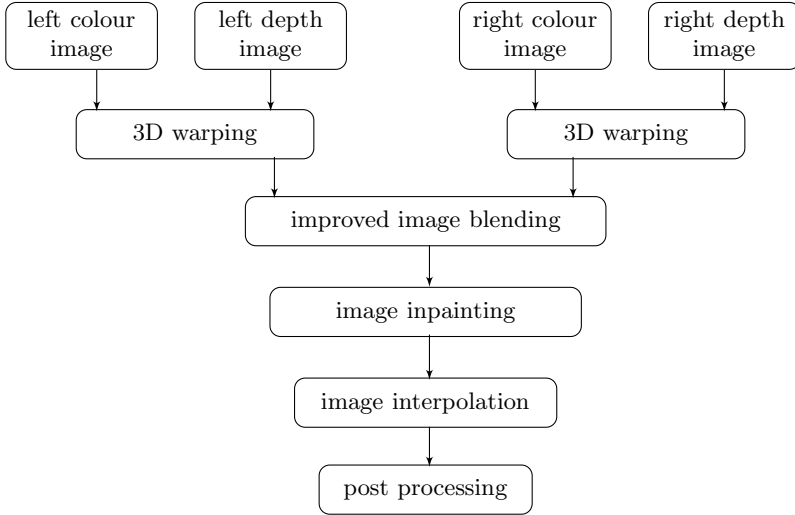 left colour
image
left depth
image
right colour
image
right depth
image
3D warping
3D warping
improved image blending
image inpainting
image interpolation
post processing